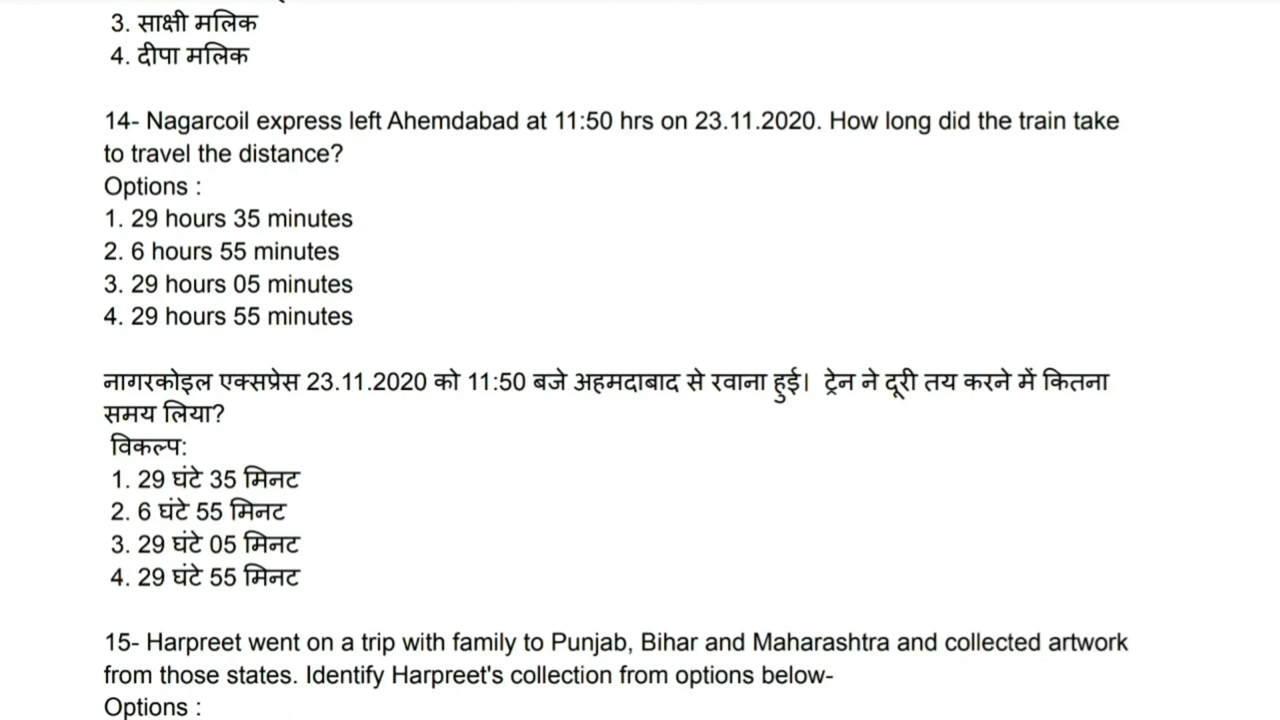 3. साक्षी मलिक
4. दीपा मलिक
14- Nagarcoil express left Ahemdabad at 11:50 hrs on 23.11.2020. How long did the train take
to travel the distance?
Options :
1. 29 hours 35 minutes
2. 6 hours 55 minutes
3. 29 hours 05 minutes
4. 29 hours 55 minutes
नागरकोइल एक्सप्रेस 23.11.2020 को 11:50 बजे अहमदाबाद से रवाना हुई। ट्रेन ने दूरी तय करने में कितना
समय लिया?
विकल्प:
1. 29 घंटे 35 मिनट
2. 6 घंटे 55 मिनट
3. 29 घंटे 05 मिनट
4. 29 घंटे 55 मिनट
15- Harpreet went on a trip with family to Punjab, Bihar and Maharashtra and collected artwork
from those states. Identify Harpreet's collection from options below-
Options :